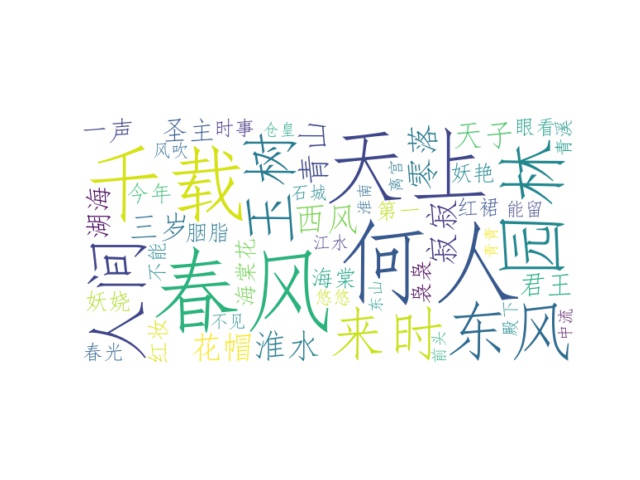 一声
圣主
时事
仓皇
青山
天上
零落
天子
眼看
青溪
风吹
千载
玉树
林
妖艳
湖海
今年
石城
淮南
离宫
第一
红裙
能留
三岁
胭脂
西风
寂寂
园
人间
不能
春风
海棠花
江水
何人
袅袅
青青
君王
海棠
妖娆
悠悠
东山
不见
来时
东风
殿下
中流
春光
红妆
花帽
淮水
前头